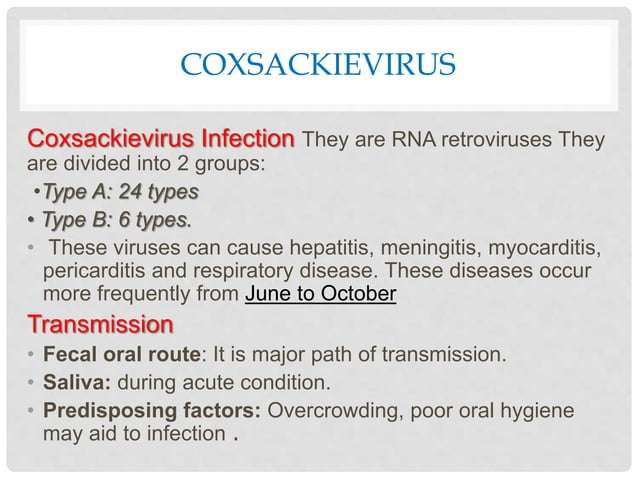 COXSACKIEVIRUS
Coxsackievirus Infection They are RNA retroviruses They
are divided into 2 groups:
•Type A: 24 types
• Type B: 6 types.
• These viruses can cause hepatitis, meningitis, myocarditis,
pericarditis and respiratory disease. These diseases occur
more frequently from June to October
Transmission
• Fecal oral route: It is major path of transmission.
• Saliva: during acute condition.
• Predisposing factors: Overcrowding, poor oral hygiene
may aid to infection .